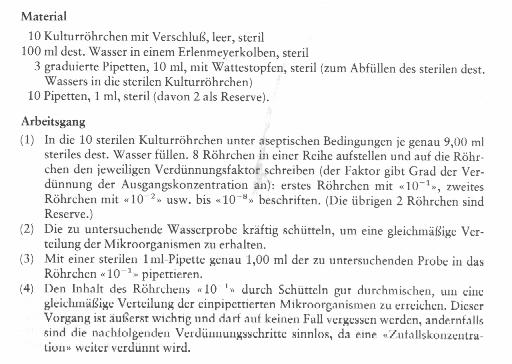 Material
10 Kulturröhrchen mit Verschluß, leer, steril
100 ml dest. Wasser in einem Erlenmeyerkolben, steril
3 graduierte Pipetten, 10 ml, mit Wattestopfen, steril (zum Abfüllen des sterilen dest.
Wassers in die sterilen Kulturröhrchen)
10 Pipetten, 1 ml, steril (davon 2 als Reserve).
Arbeitsgang
(1) In die 10 sterilen Kulturröhrchen unter aseptischen Bedingungen je genau 9,00 ml
steriles dest. Wasser füllen. 8 Röhrchen in einer Reihe aufstellen und auf die Röhr-
chen den jeweiligen Verdünnungsfaktor schreiben (der Faktor gibt Grad der Ver-
dünnung der Ausgangskonzentration an): erstes Röhrchen mit «10⁻¹», zweites
Röhrchen mit «10⁻²» usw. bis «10⁻⁸» beschriften. (Die übrigen 2 Röhrchen sind
Reserve.)
(2) Die zu untersuchende Wasserprobe kräftig schütteln, um eine gleichmäßige Ver-
teilung der Mikroorganismen zu erhalten.
(3) Mit einer sterilen 1ml-Pipette genau 1,00 ml der zu untersuchenden Probe in das
Röhrchen «10⁻¹» pipettieren.
(4) Den Inhalt des Röhrchens «10⁻¹» durch Schütteln gut durchmischen, um eine
gleichmäßige Verteilung der einpipettierten Mikroorganismen zu erreichen. Dieser
Vorgang ist äußerst wichtig und darf auf keinen Fall vergessen werden, andernfalls
sind die nachfolgenden Verdünnungsschritte sinnlos, da eine «Zufallskonzentra-
tion» weiter verdünnt wird.